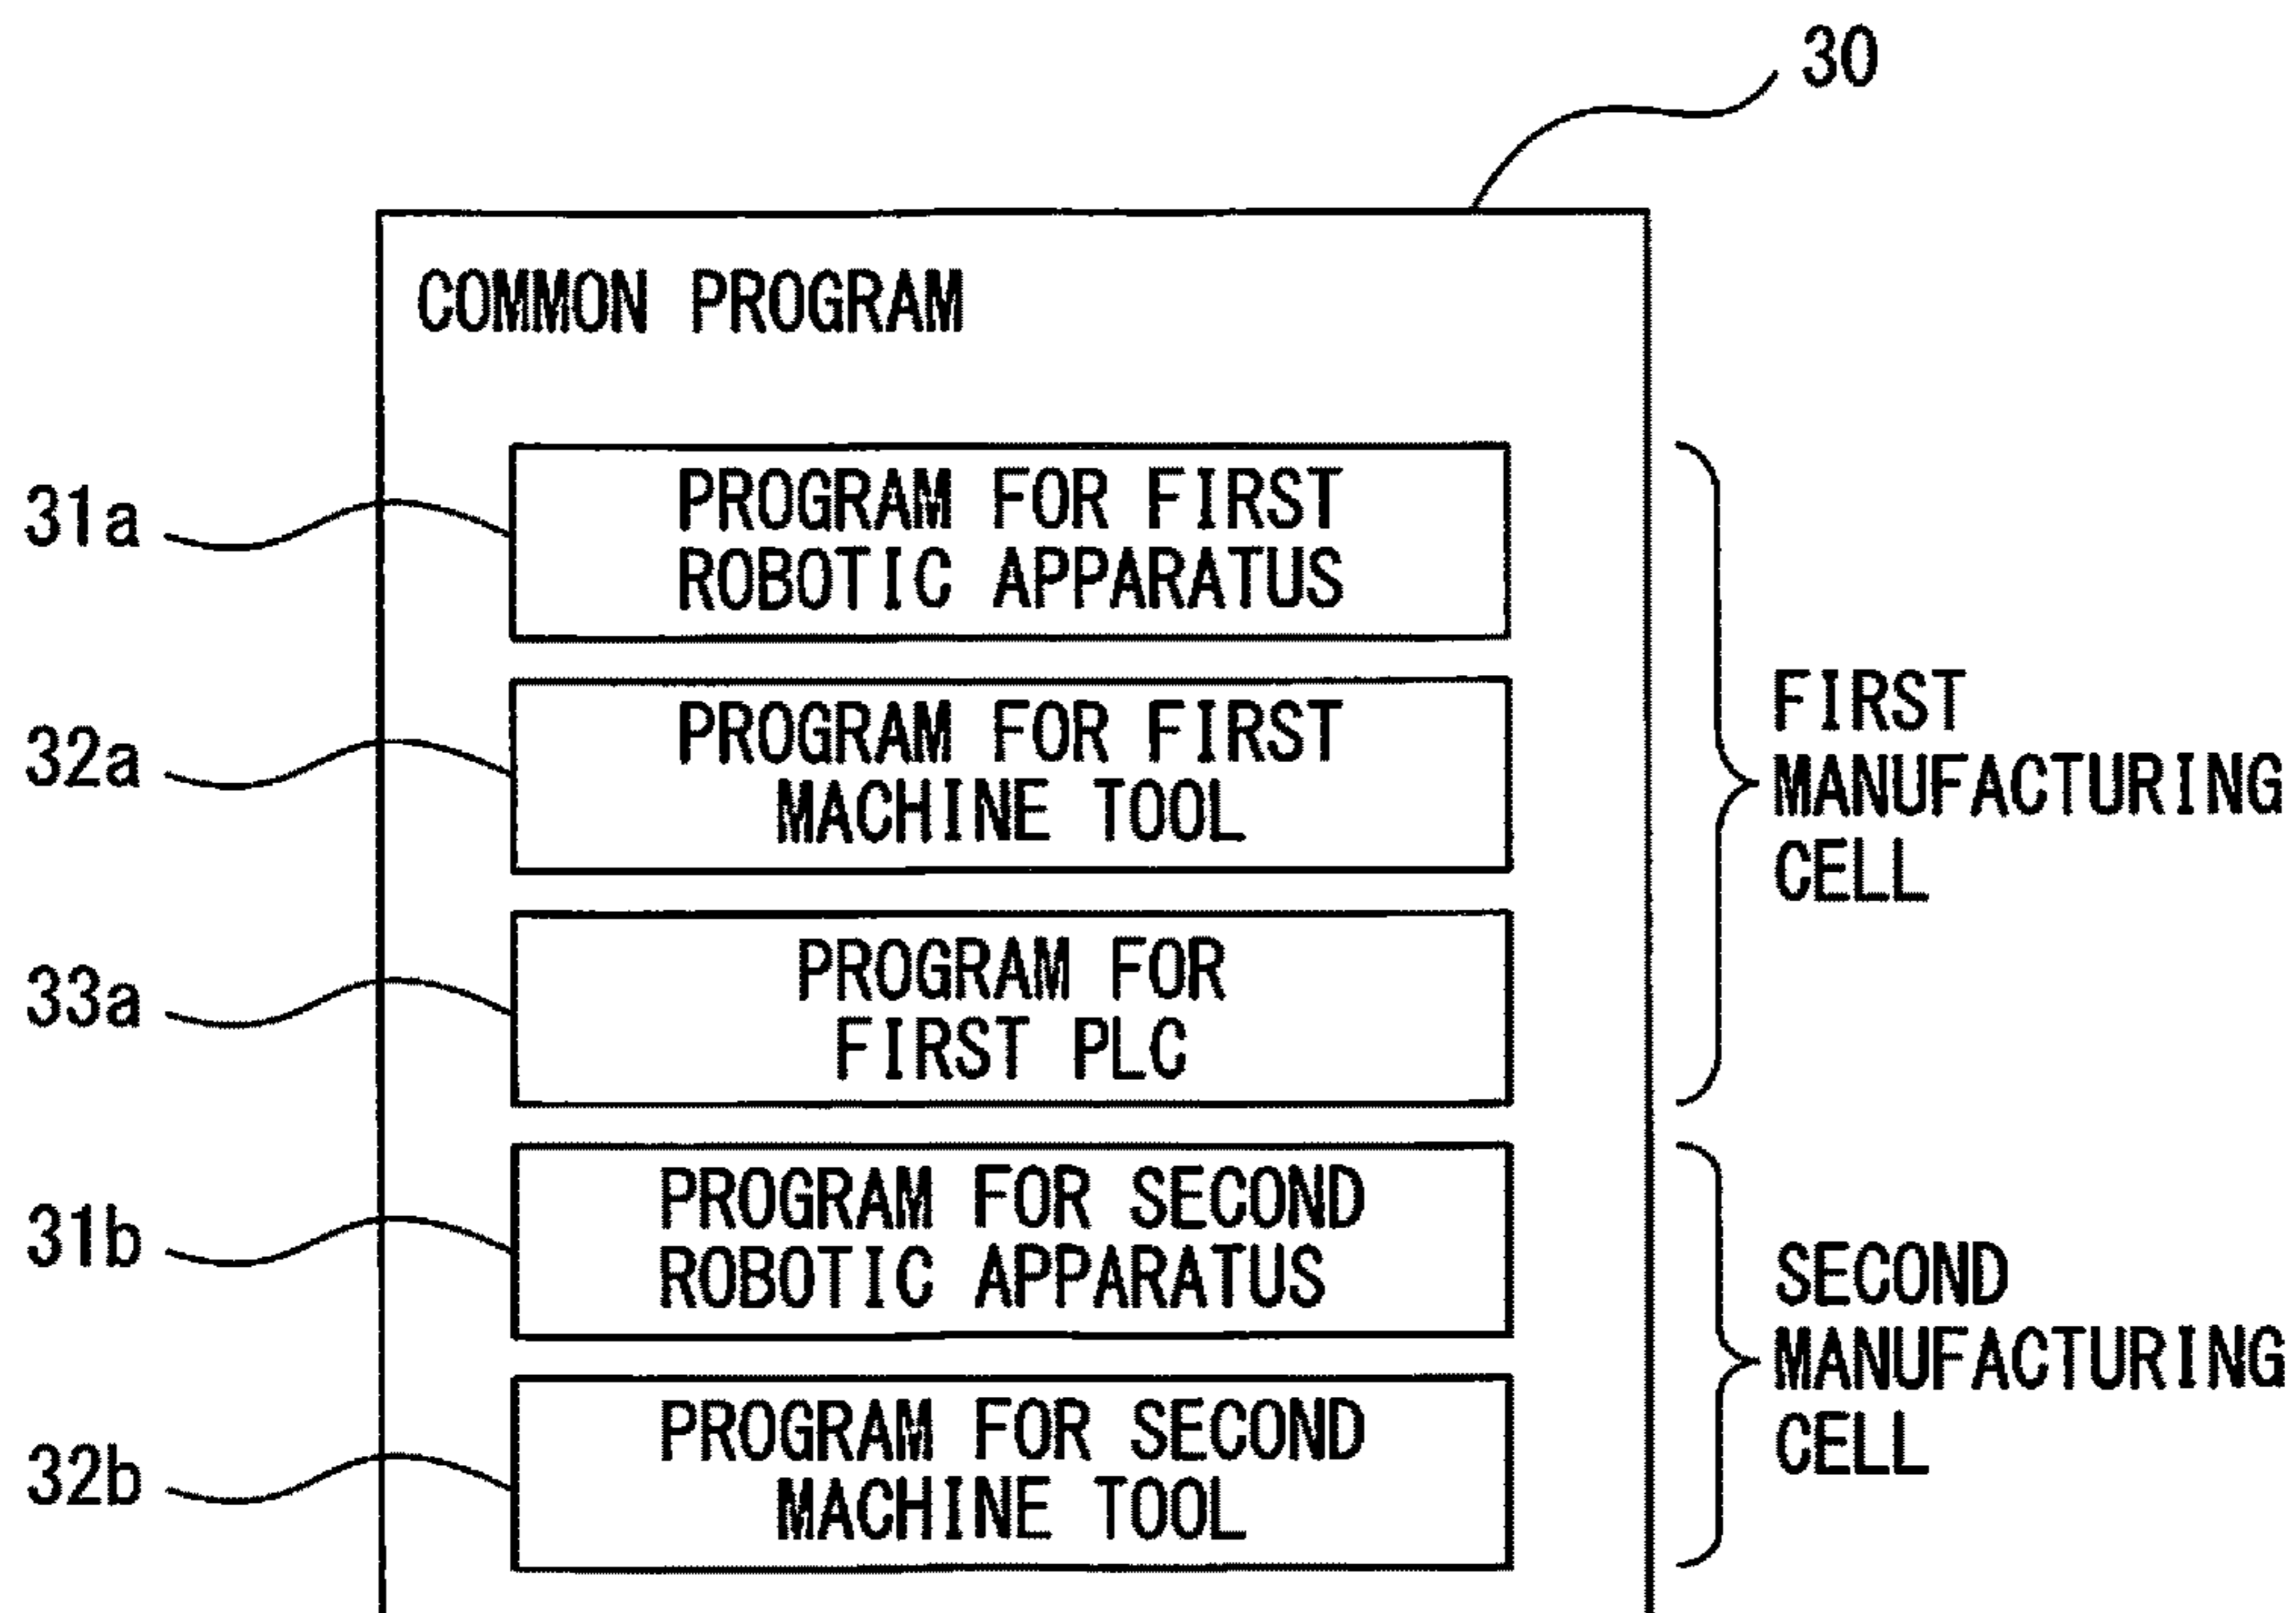 30
COMMON PROGRAM
31a
PROGRAM FOR FIRST
ROBOTIC APPARATUS
32a
PROGRAM FOR FIRST
MACHINE TOOL
33a
PROGRAM FOR
FIRST PLC
FIRST
MANUFACTURING
CELL
31b
PROGRAM FOR SECOND
ROBOTIC APPARATUS
32b
PROGRAM FOR SECOND
MACHINE TOOL
SECOND
MANUFACTURING
CELL